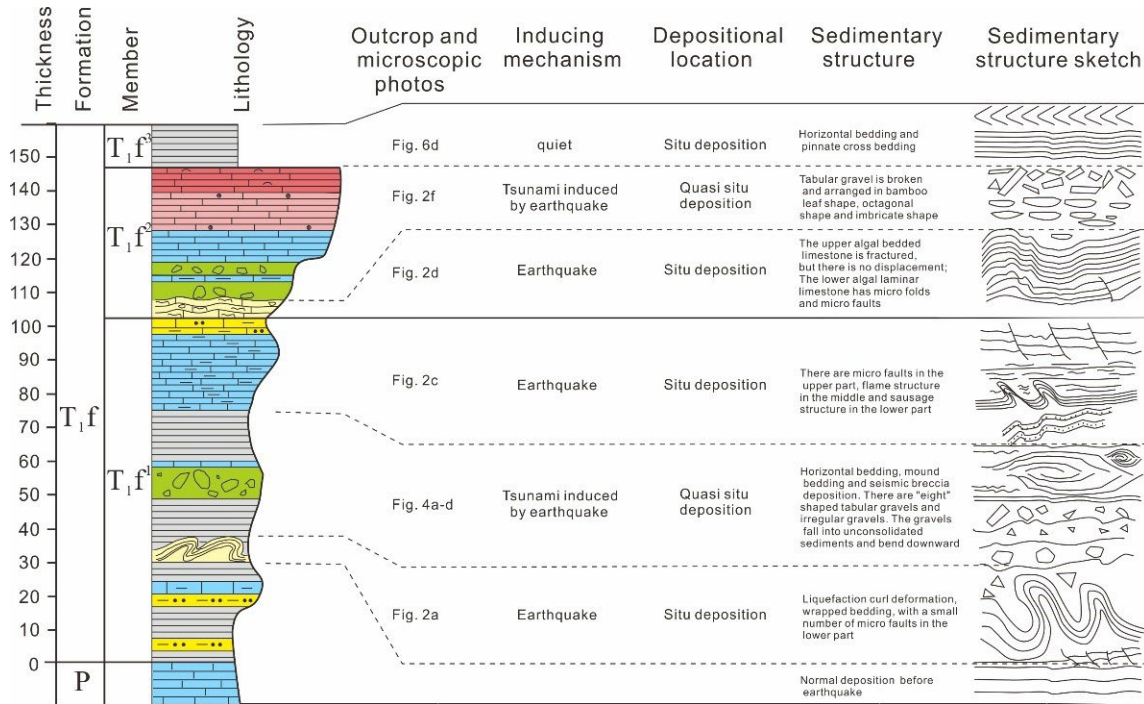 Thickness
Formation
Member
Lithology
Outcrop and
microscopic
photos
Inducing
mechanism
Depositional
location
Sedimentary
structure
Sedimentary
structure sketch
150
140
130
120
110
100
90
80
70
60
50
40
30
20
10
0
T₁f
P
T₁f³
T₁f²
T₁f¹
Fig. 6d
quiet
Situ deposition
Horizontal bedding and
pinnate cross bedding
Fig. 2f
Tsunami induced
by earthquake
Quasi situ
deposition
Tabular gravel is broken
and arranged in bamboo
leaf shape, octagonal
shape and imbricate shape
Fig. 2d
Earthquake
Situ deposition
The upper algal bedded
limestone is fractured,
but there is no displacement;
The lower algal laminar
limestone has micro folds
and micro faults
Fig. 2c
Earthquake
Situ deposition
There are micro faults in the
upper part, flame structure
in the middle and sausage
structure in the lower part
Fig. 4a-d
Tsunami induced
by earthquake
Quasi situ
deposition
Horizontal bedding, mound
bedding and seismic breccia
deposition. There are "eight"
shaped tabular gravels and
irregular gravels. The gravels
fall into unconsolidated
sediments and bend downward
Fig. 2a
Earthquake
Situ deposition
Liquefaction curl deformation,
wrapped bedding, with a small
number of micro faults in the
lower part
Normal deposition before
earthquake